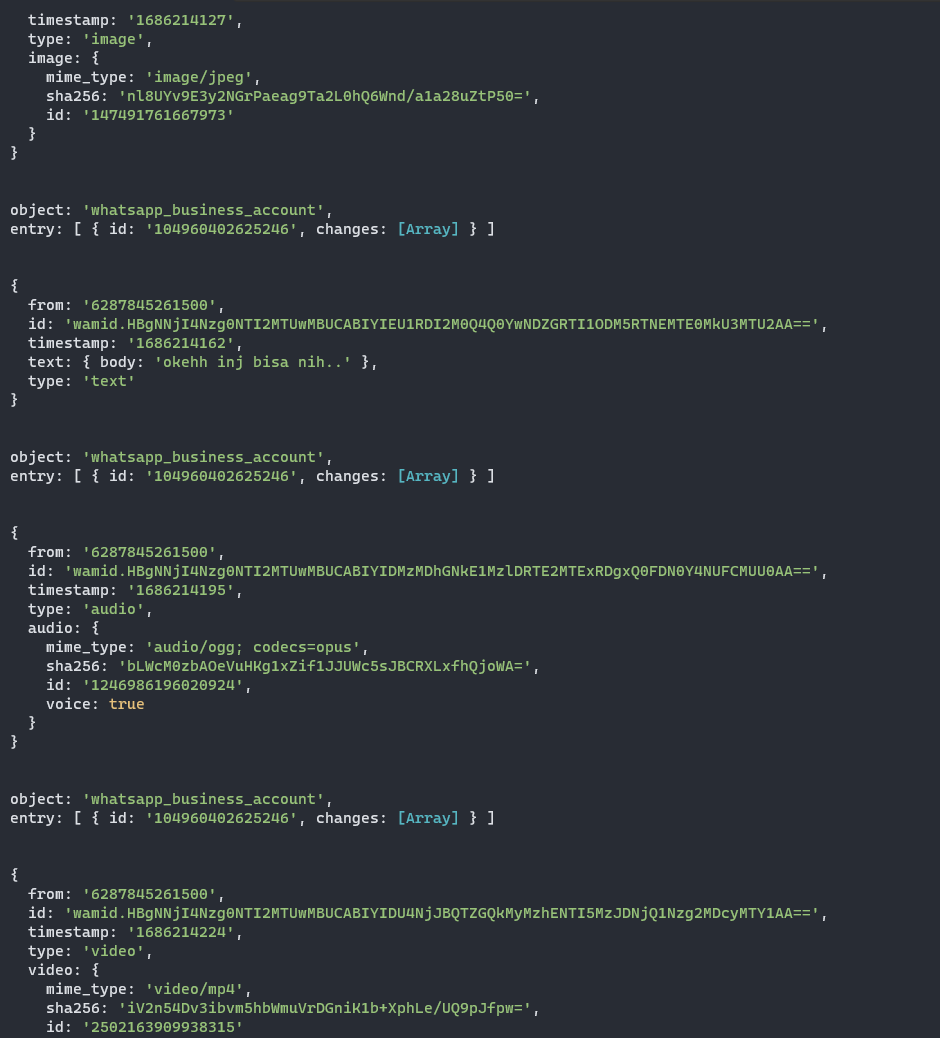 timestamp: '1686214127',
type: 'image',
image: {
mime_type: 'image/jpeg',
sha256: 'nl8UYv9E3y2NGrPaeag9Ta2L0hQ6Wnd/a1a28uZtP50=',
id: '147491761667973'
}
}
object: 'whatsapp_business_account',
entry: [ { id: '104960402625246', changes: [Array] } ]
{
from: '6287845261500',
id: 'wamid.HBgNNjI4Nzg0NTI2MTUwMBUCABIYIEU1RDI2M0Q4Q0YwNDZGRTI1ODM5RTNEMTE0MkU3MTU2AA==',
timestamp: '1686214162',
text: { body: 'okehh inj bisa nih..' },
type: 'text'
}
object: 'whatsapp_business_account',
entry: [ { id: '104960402625246', changes: [Array] } ]
{
from: '6287845261500',
id: 'wamid.HBgNNjI4Nzg0NTI2MTUwMBUCABIYIDMzMDhGNkE1MzlDRTE2MTExRDgxQ0FDN0Y4NUFCMUU0AA==',
timestamp: '1686214195',
type: 'audio',
audio: {
mime_type: 'audio/ogg; codecs=opus',
sha256: 'bLWcM0zbAOeVuHKg1xZif1JJUWc5sJBCRXLxfhQjoWA=',
id: '1246986196020924',
voice: true
}
}
object: 'whatsapp_business_account',
entry: [ { id: '104960402625246', changes: [Array] } ]
{
from: '6287845261500',
id: 'wamid.HBgNNjI4Nzg0NTI2MTUwMBUCABIYIDU4NjJBQTZGQkMyMzhENTI5MzJDNjQ1Nzg2MDcyMTY1AA==',
timestamp: '1686214224',
type: 'video',
video: {
mime_type: 'video/mp4',
sha256: 'iV2n54Dv3ibvm5hbWmuVrDGniK1b+XphLe/UQ9pJfpw=',
id: '2502163909938315'